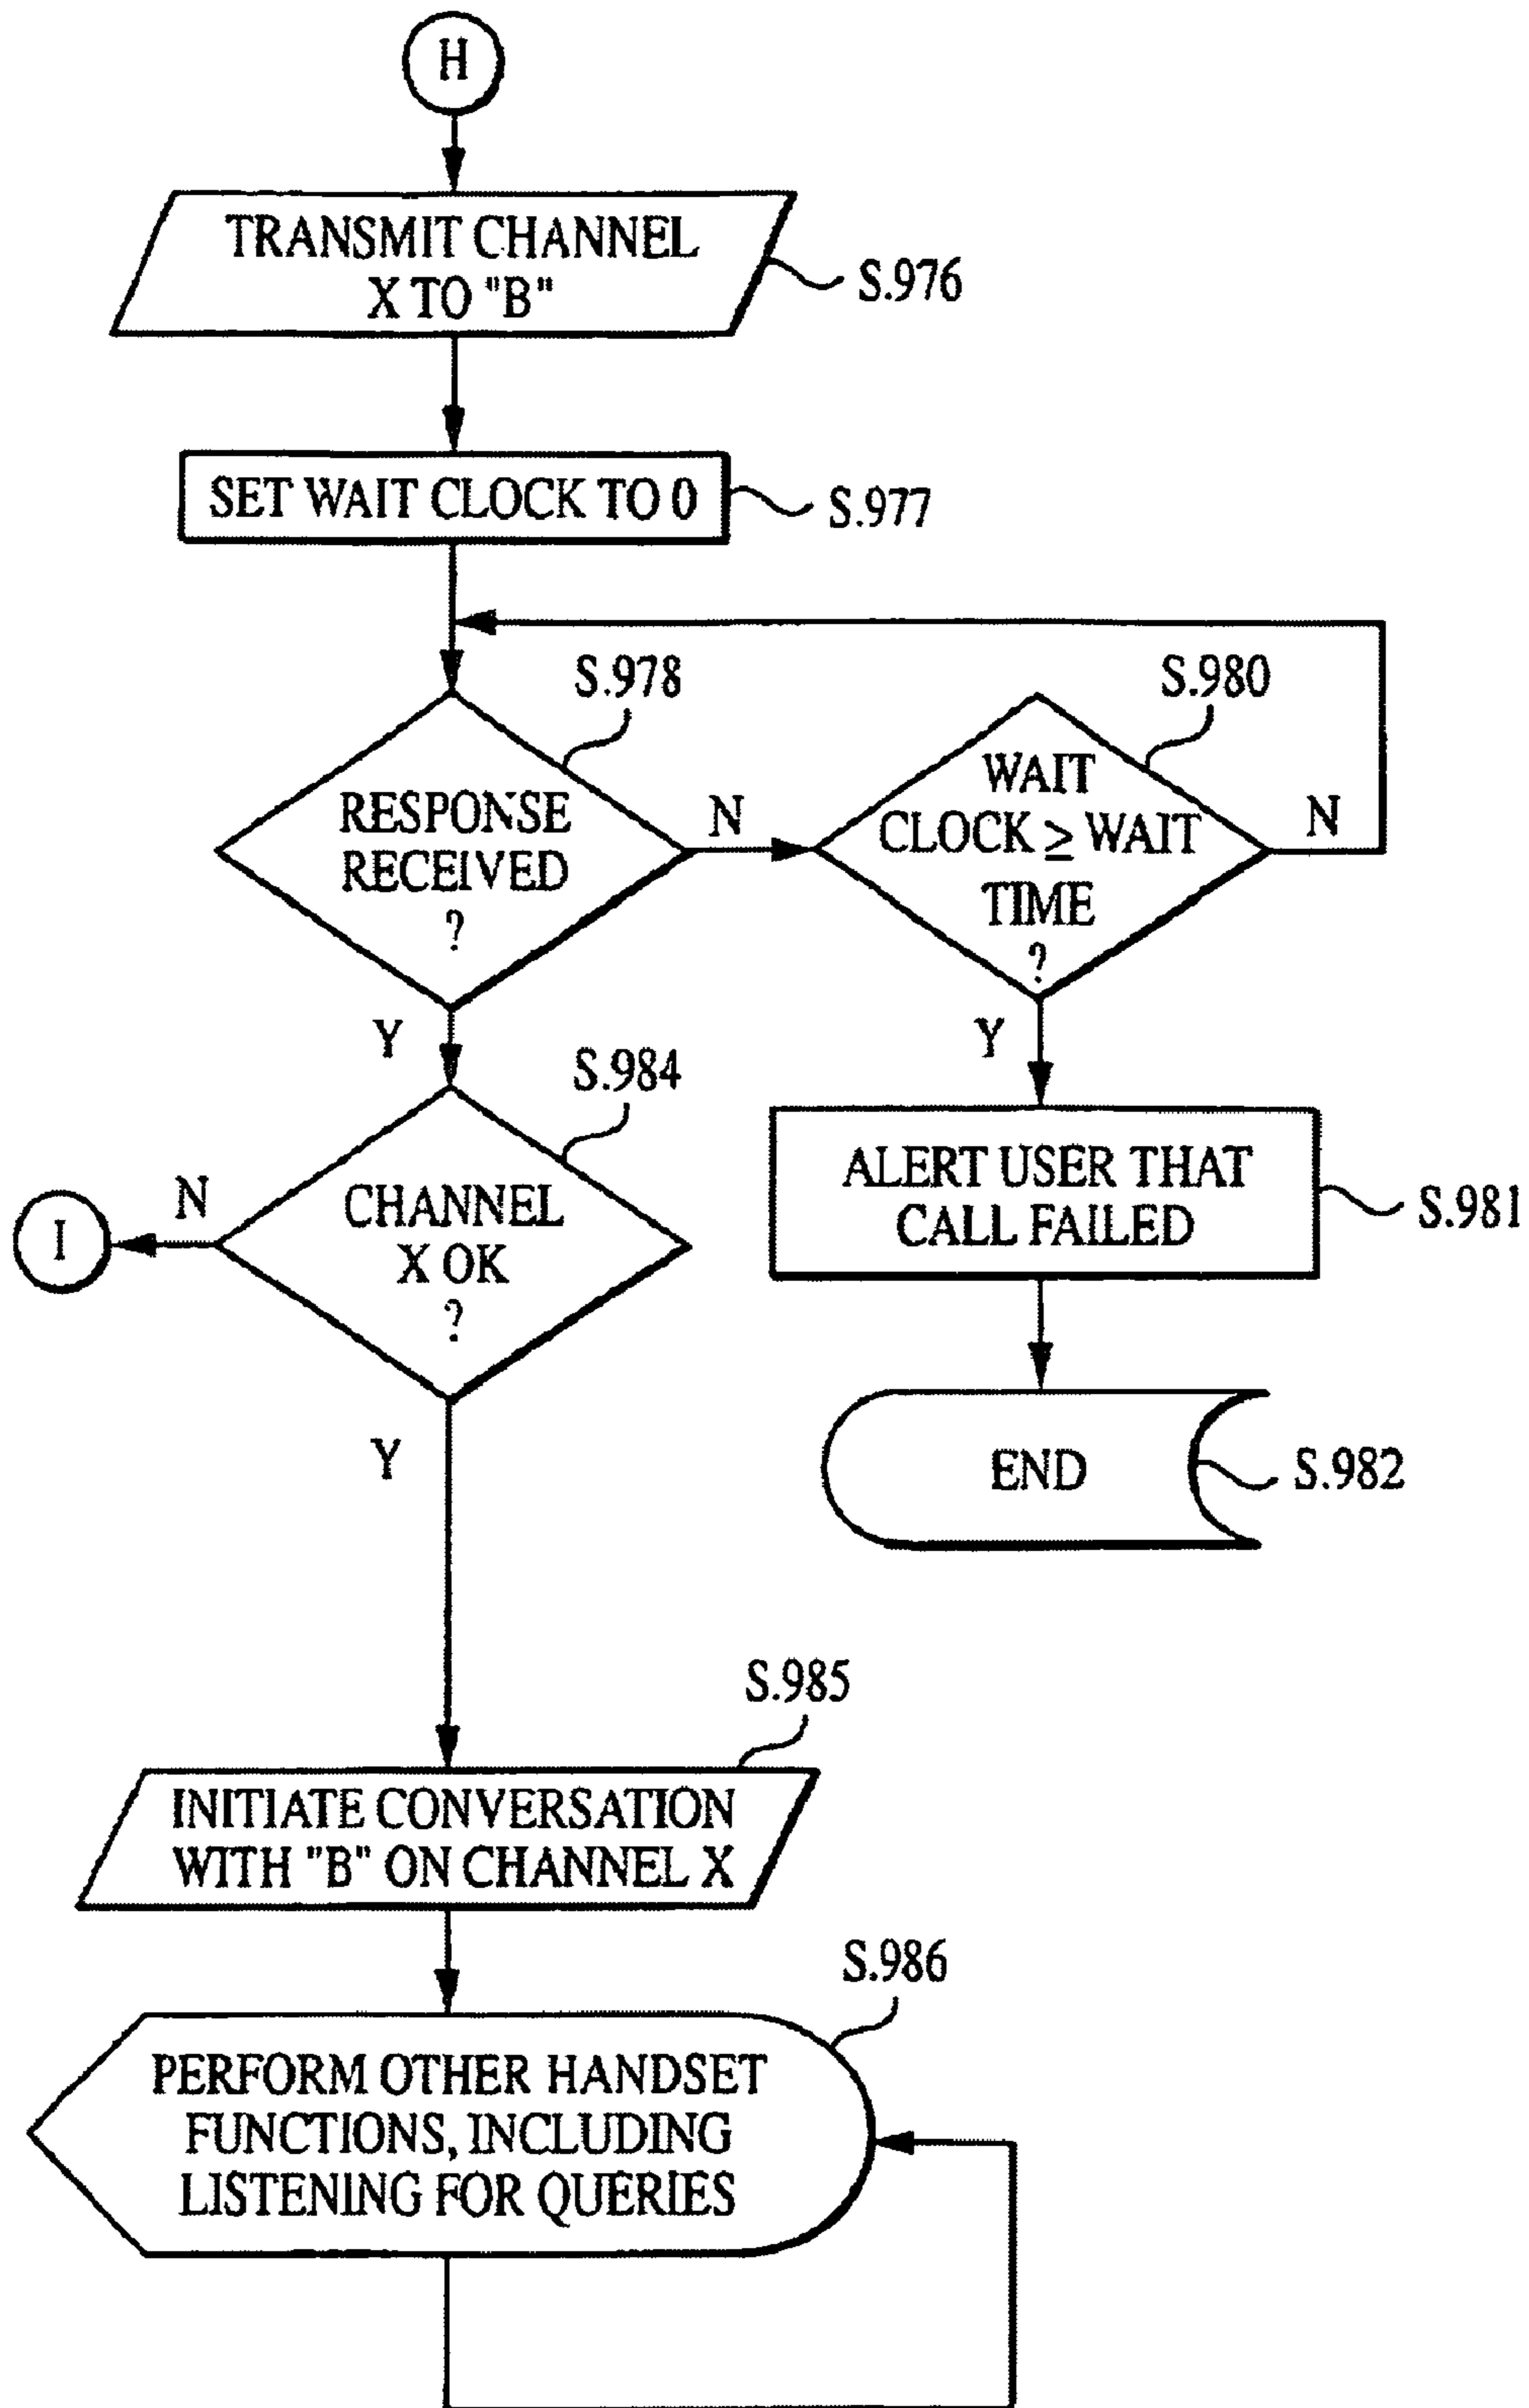 H
TRANSMIT CHANNEL
X TO "B"
S.976
SET WAIT CLOCK TO 0
S.977
S.978
RESPONSE
RECEIVED
?
N
S.980
WAIT
CLOCK ≥ WAIT
TIME
?
N
Y
Y
S.984
CHANNEL
X OK
?
N
I
Y
ALERT USER THAT
CALL FAILED
S.981
END
S.982
S.985
INITIATE CONVERSATION
WITH "B" ON CHANNEL X
S.986
PERFORM OTHER HANDSET
FUNCTIONS, INCLUDING
LISTENING FOR QUERIES